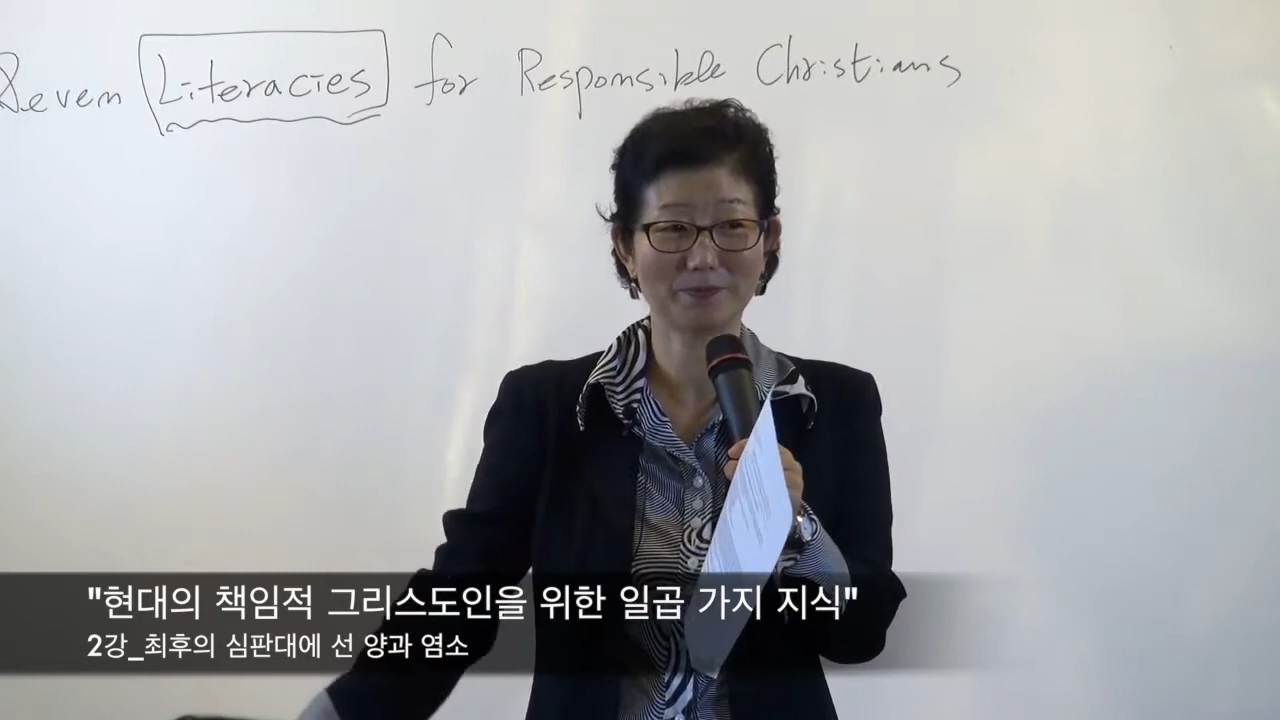 Seven Literacies for Responsible Christians
"현대의 책임적 그리스도인을 위한 일곱 가지 지식"
2강_최후의 심판대에 선 양과 염소